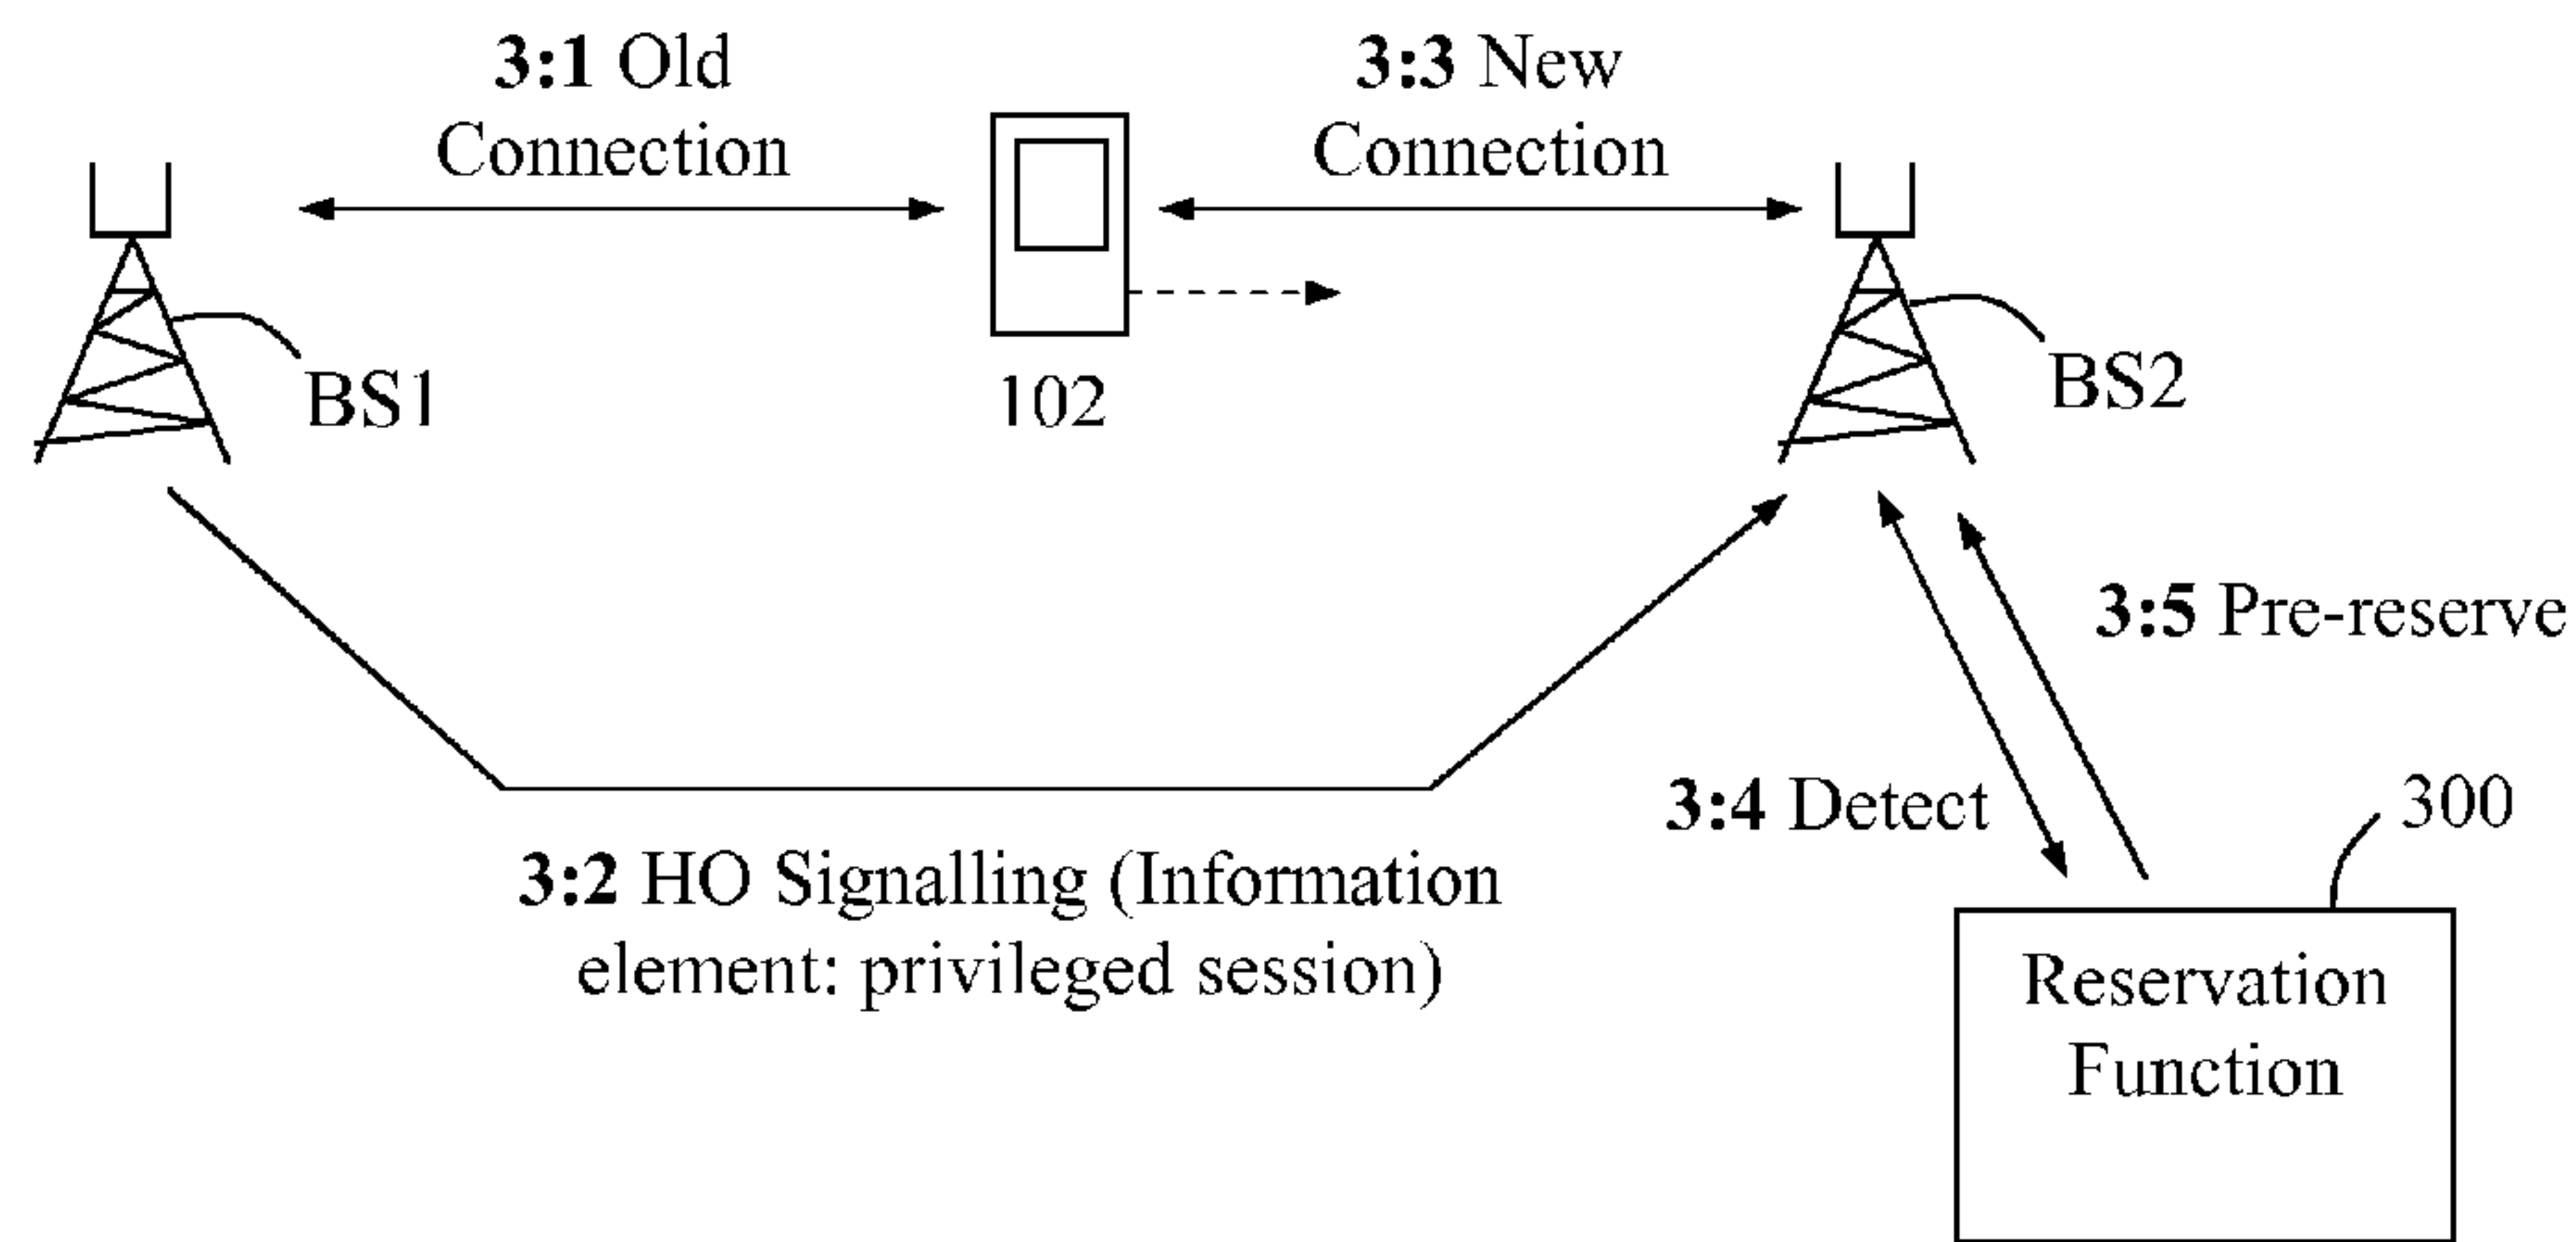 3:1 Old
Connection
3:3 New
Connection
BS1
102
BS2
3:5 Pre-reserve
3:4 Detect
300
3:2 HO Signalling (Information
element: privileged session)
Reservation
Function